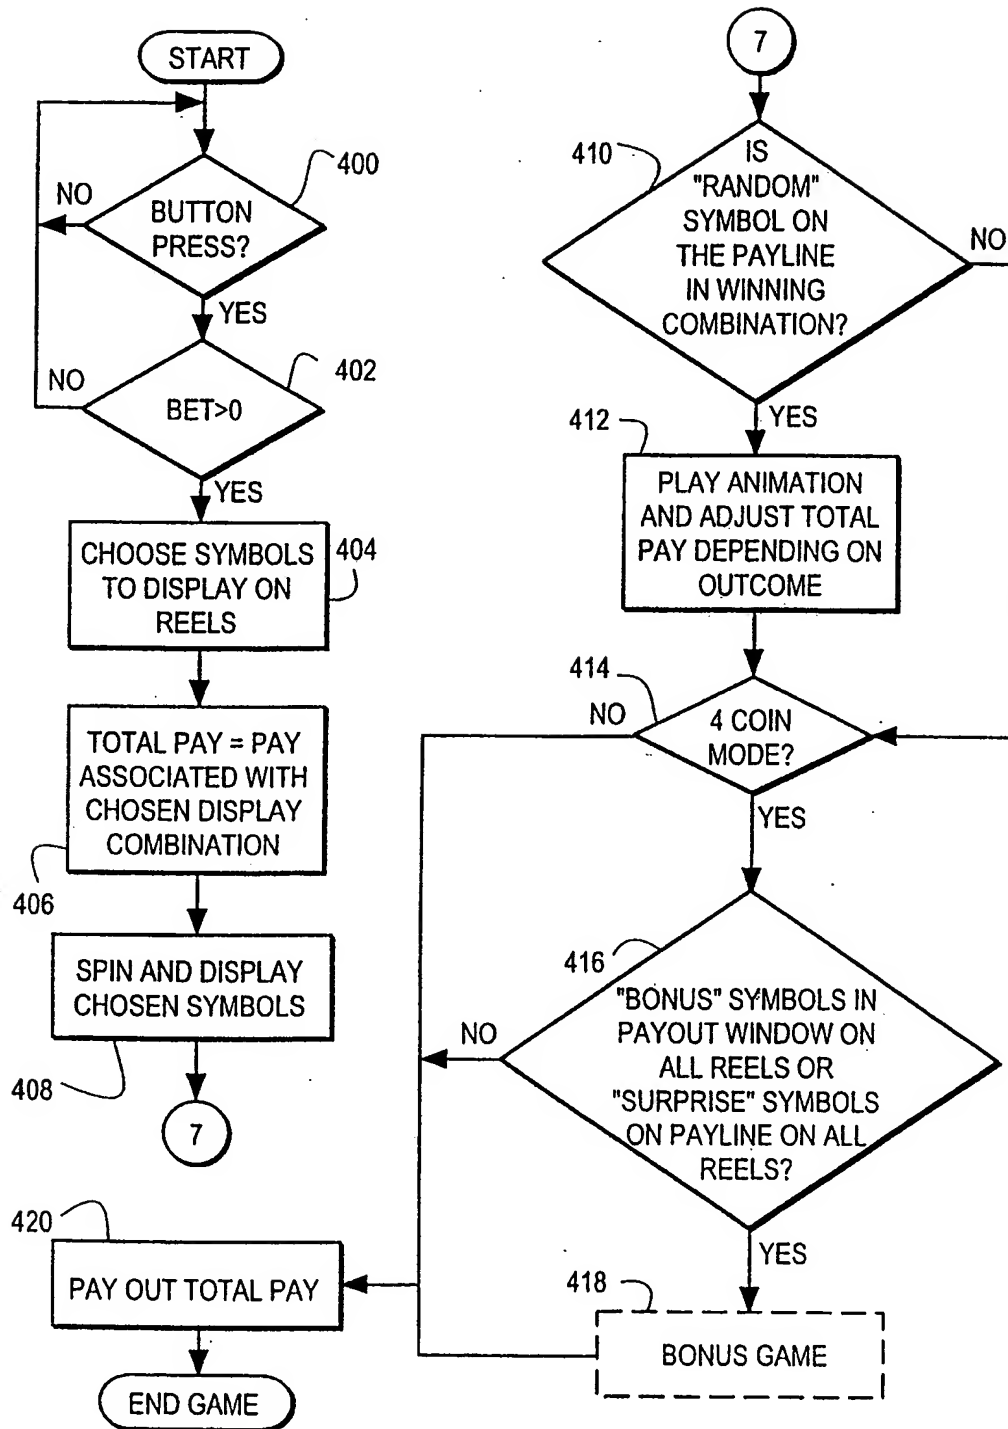 START
400
NO
BUTTON
PRESS?
YES
402
NO
BET>0
YES
CHOOSE SYMBOLS
TO DISPLAY ON
REELS
404
TOTAL PAY = PAY
ASSOCIATED WITH
CHOSEN DISPLAY
COMBINATION
406
SPIN AND DISPLAY
CHOSEN SYMBOLS
408
7
420
PAY OUT TOTAL PAY
END GAME
7
410
IS
"RANDOM"
SYMBOL ON
THE PAYLINE
IN WINNING
COMBINATION?
NO
YES
412
PLAY ANIMATION
AND ADJUST TOTAL
PAY DEPENDING ON
OUTCOME
414
NO
4 COIN
MODE?
YES
416
NO
"BONUS" SYMBOLS IN
PAYOUT WINDOW ON
ALL REELS OR
"SURPRISE" SYMBOLS
ON PAYLINE ON ALL
REELS?
YES
418
BONUS GAME